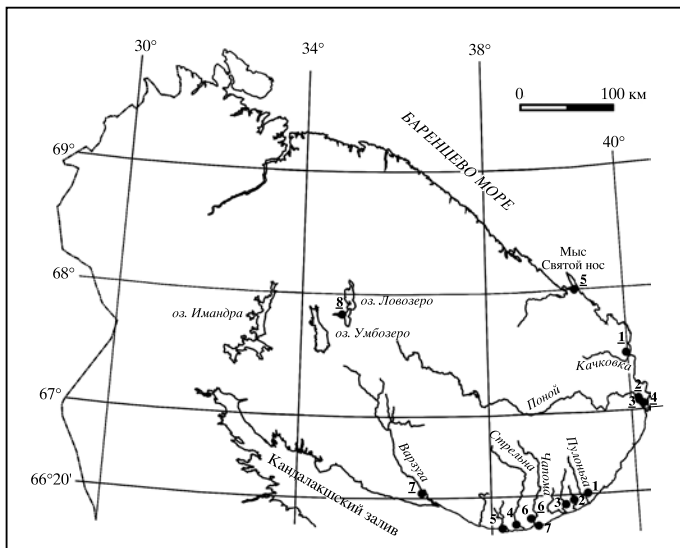 30°
34°
38°
0
100 км
40°
БАРЕНЦЕВО МОРЕ
69°
Мыс
Святой нос
5
68°
8
оз. Ловозеро
оз. Имандра
оз. Умбозеро
1
Качковка
2
3
4
67°
Поной
Стрельна
Чапома
Пулоньга
Варзуга
66°20'
Кандалакшский залив
7
1
2
3
6
6
4
5
7